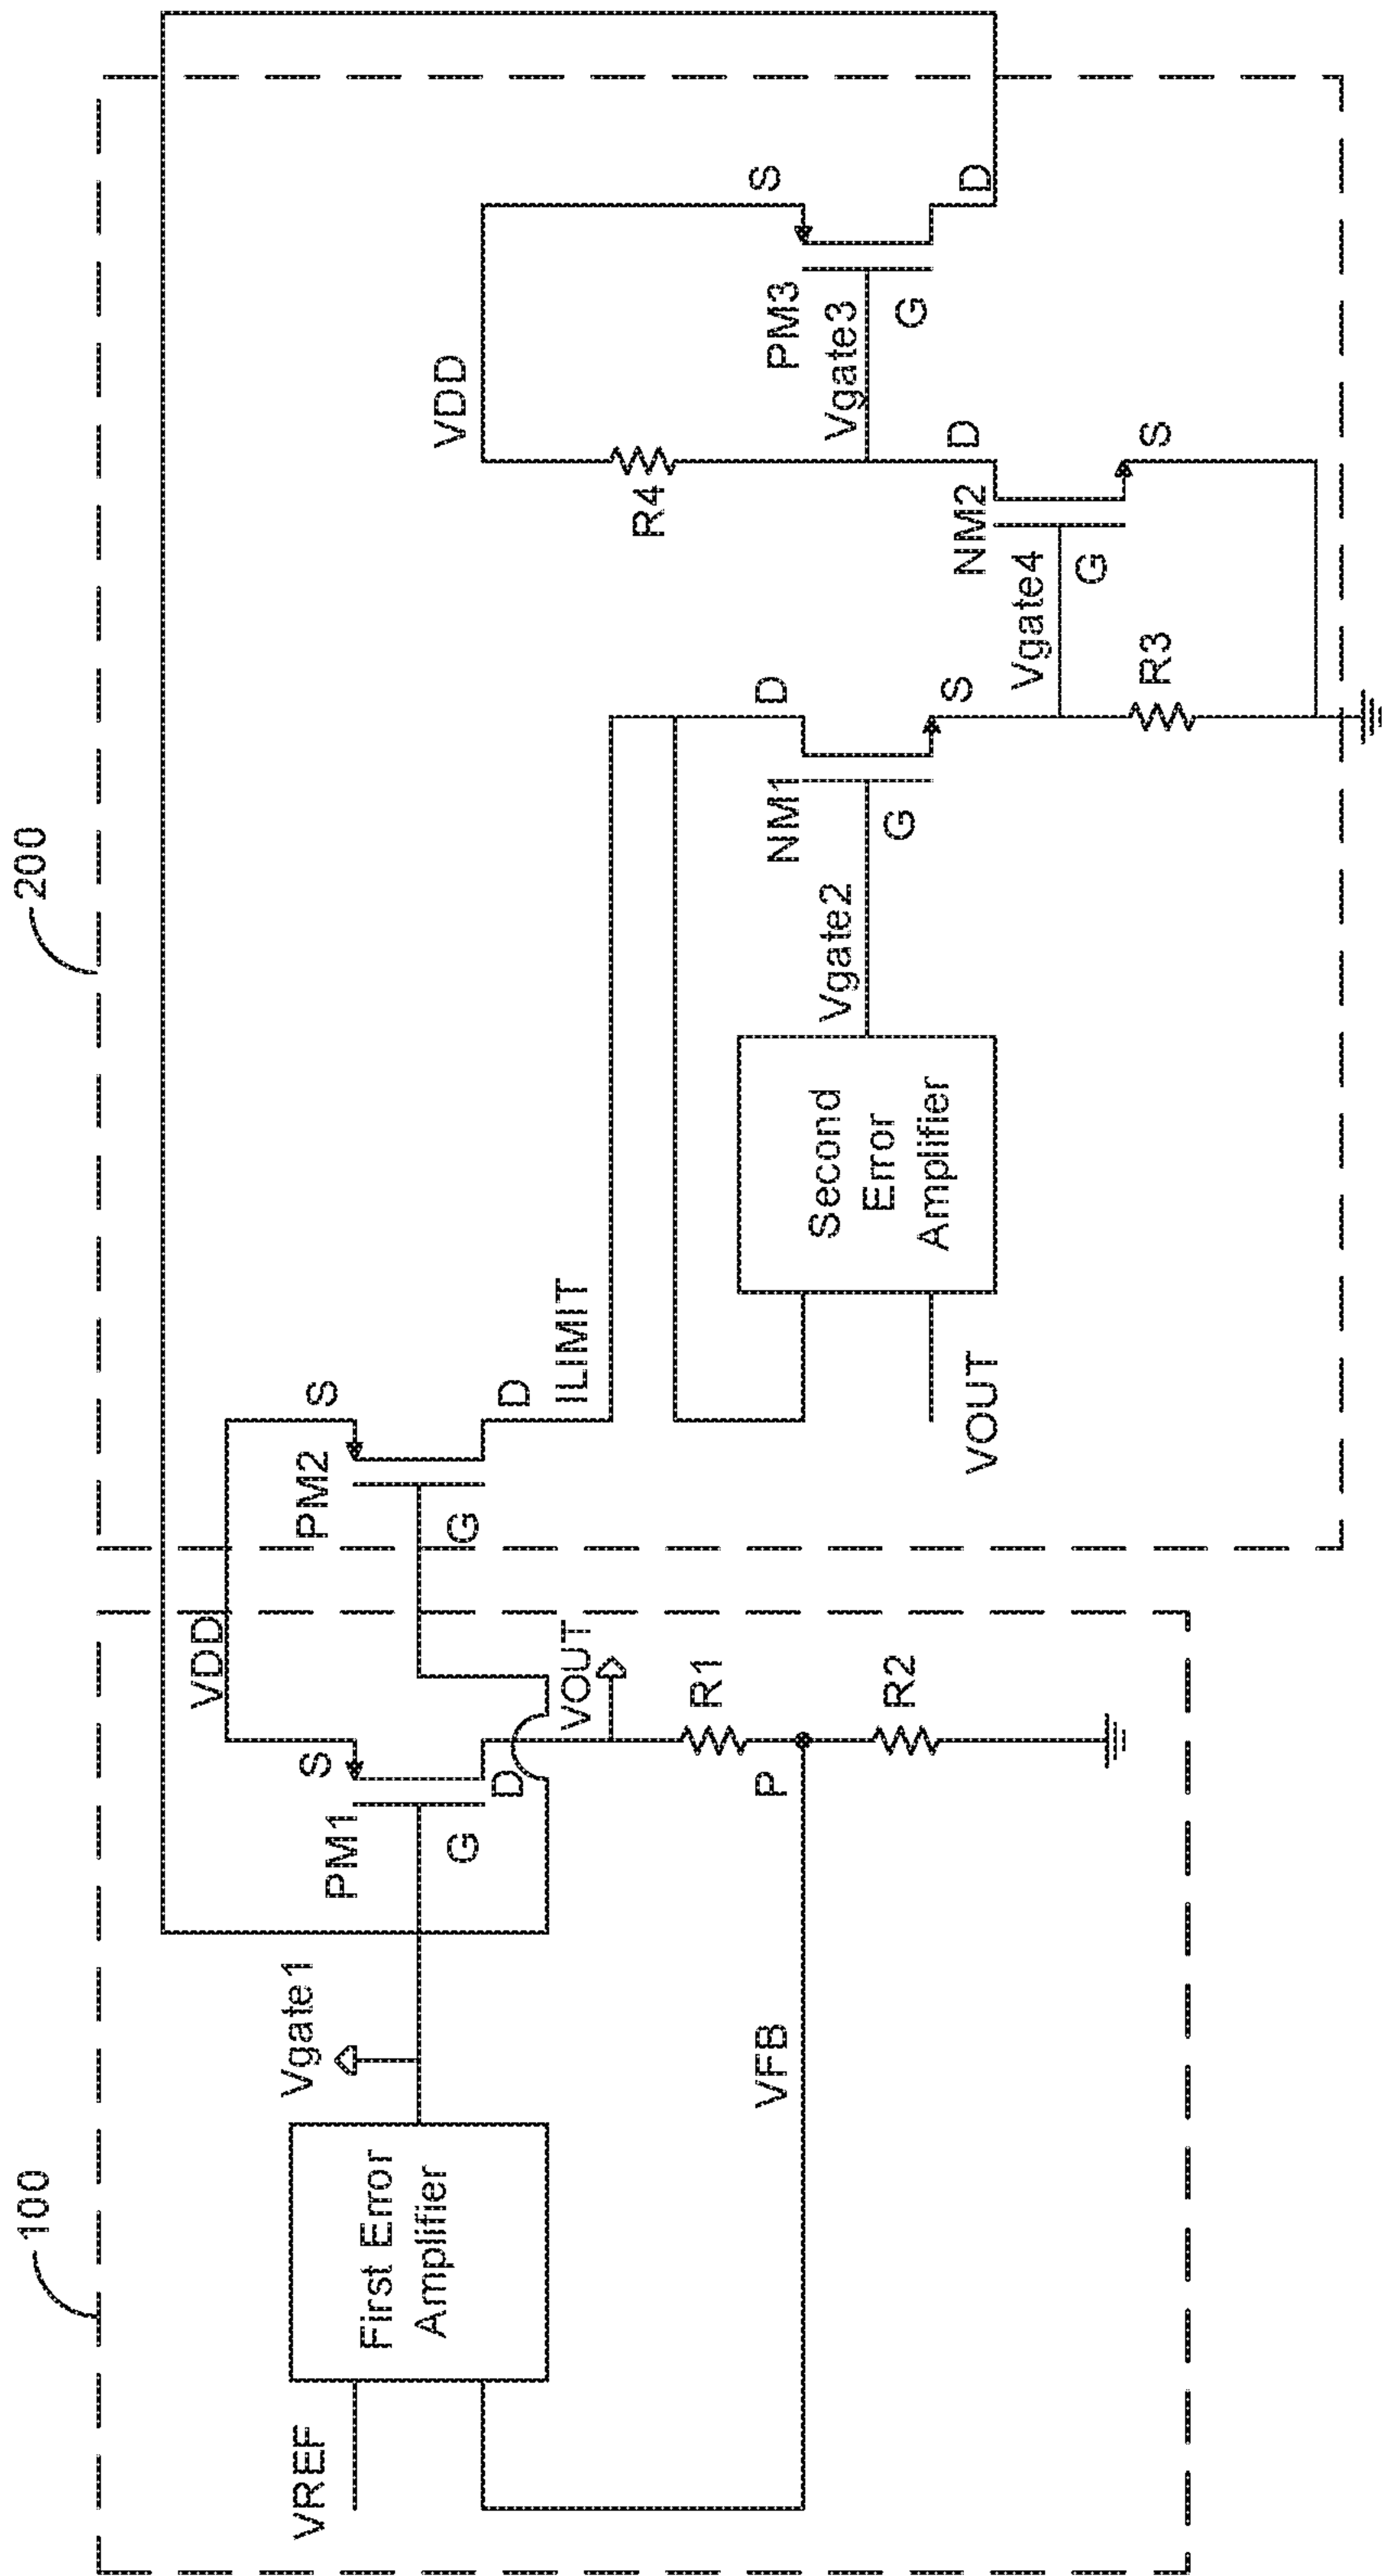 100
200
VREF
First Error
Amplifier
Vgate1
PM1
S
G
D
VDD
VOUT
R1
P
R2
VFB
PM2
S
G
D
ILIMIT
VOUT
Second
Error
Amplifier
Vgate2
NM1
D
G
S
Vgate4
R3
VDD
R4
NM2
D
G
S
Vgate3
PM3
S
G
D